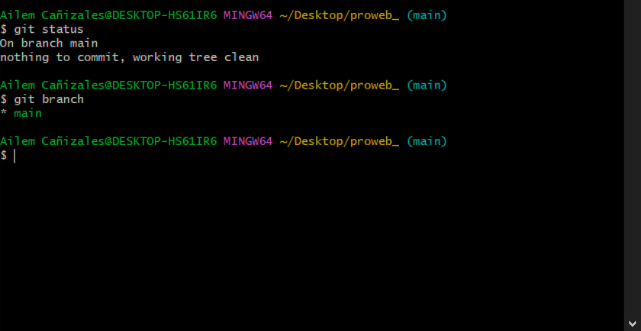 Ailem Cañizales@DESKTOP-HS61IR6 MINGW64 ~/Desktop/proweb_ (main)
$ git status
On branch main
nothing to commit, working tree clean
Ailem Cañizales@DESKTOP-HS61IR6 MINGW64 ~/Desktop/proweb_ (main)
$ git branch
* main
Ailem Cañizales@DESKTOP-HS61IR6 MINGW64 ~/Desktop/proweb_ (main)
$